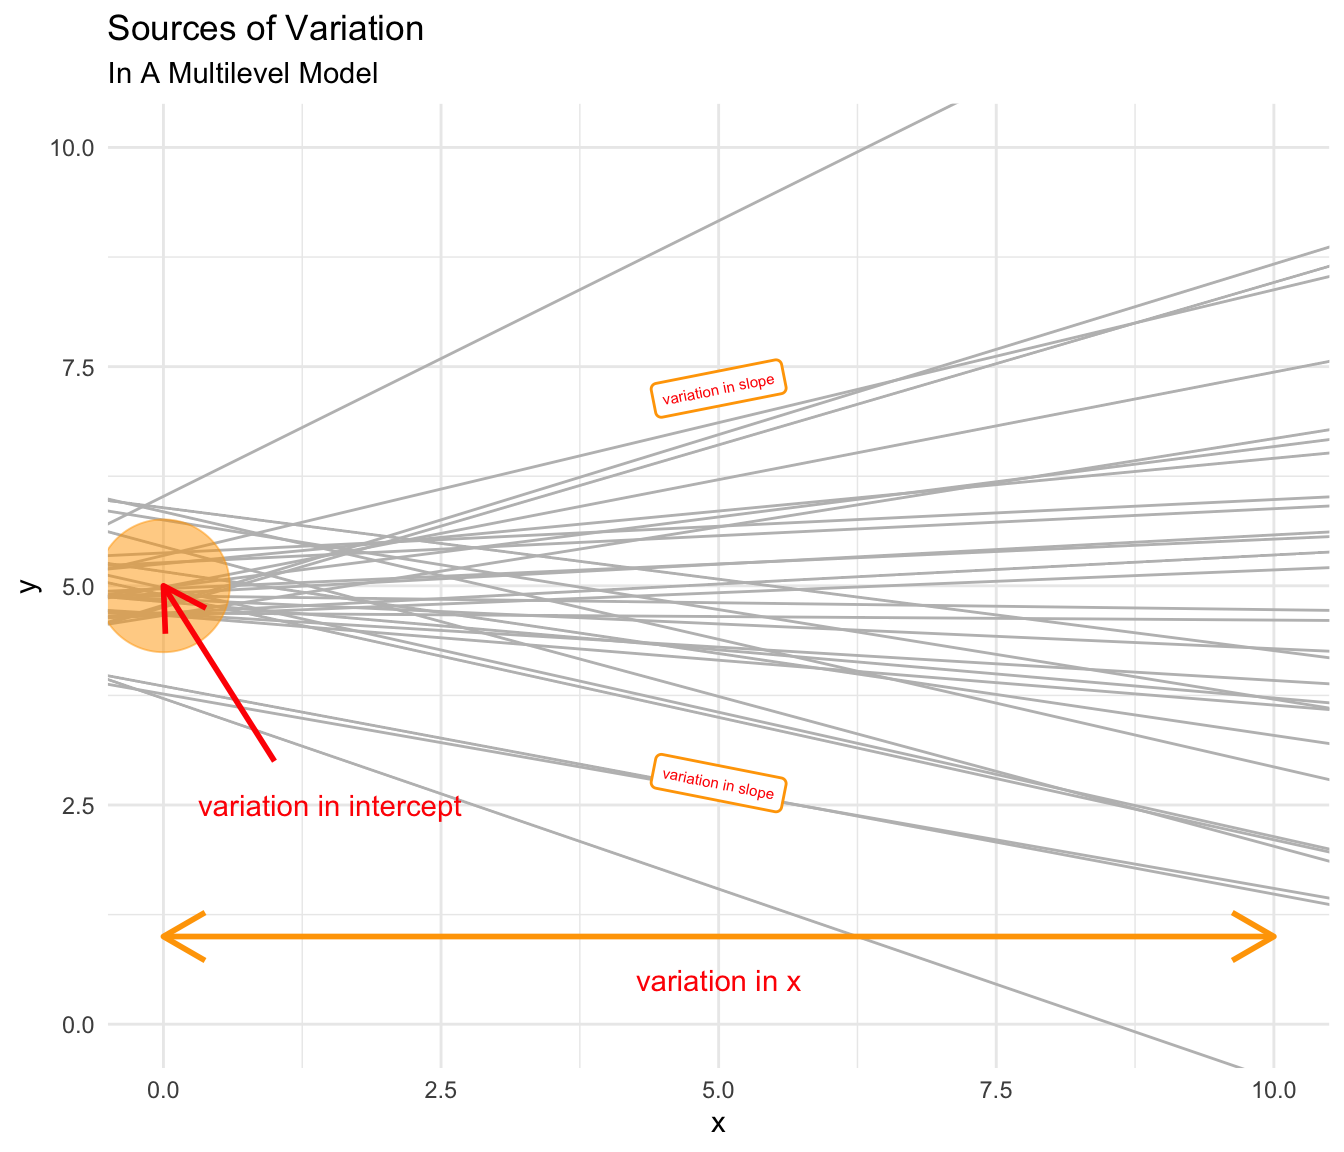 Sources of Variation
In A Multilevel Model
10.0
7.5
variation in slope
5.0
y
variation in slope
2.5
variation in intercept
variation in x
0.0
0.0 2.5 5.0 7.5 10.0
x